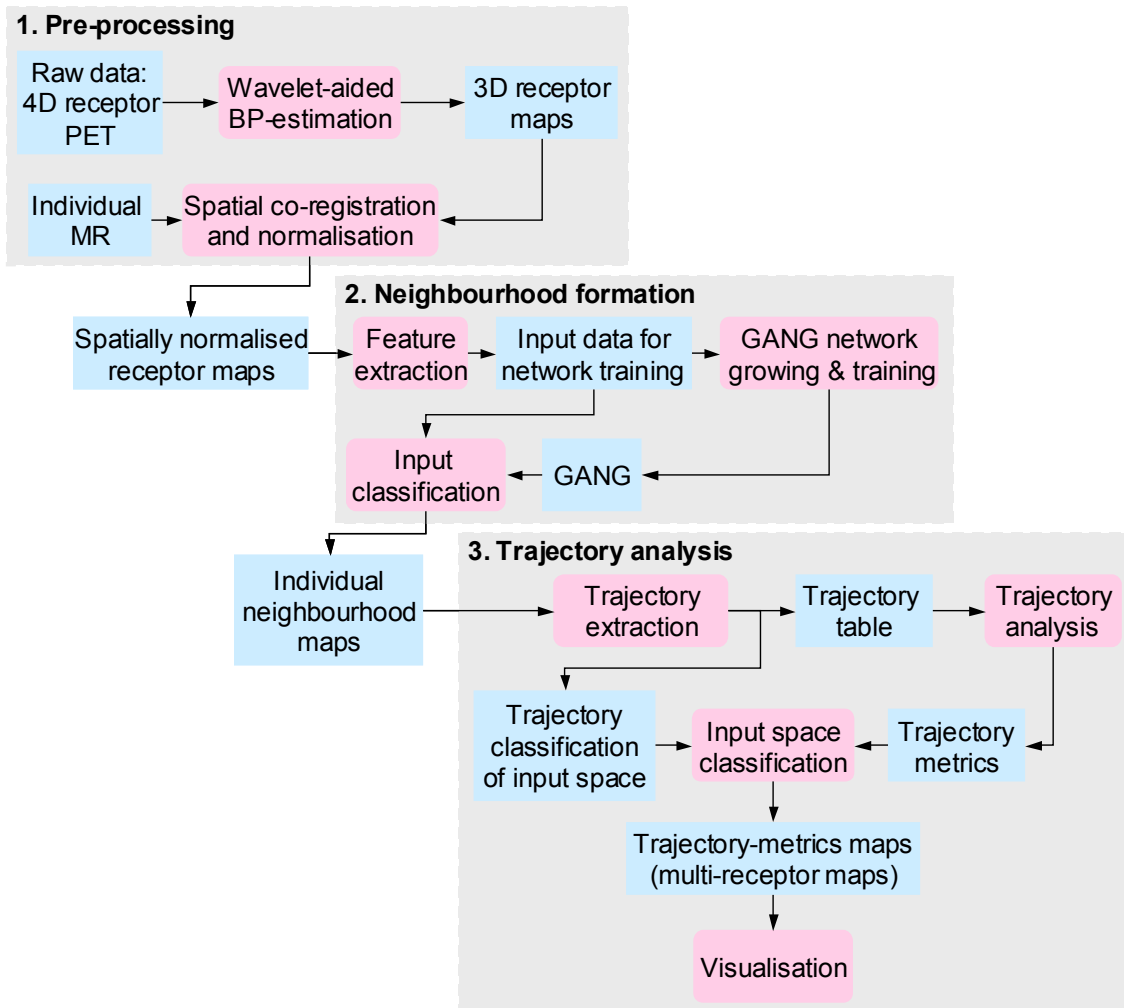 1. Pre-processing
Raw data:
4D receptor
PET
Wavelet-aided
BP-estimation
3D receptor
maps
Individual
MR
Spatial co-registration
and normalisation
Spatially normalised
receptor maps
2. Neighbourhood formation
Feature
extraction
Input data for
network training
GANG network
growing & training
Input
classification
GANG
Individual
neighbourhood
maps
3. Trajectory analysis
Trajectory
extraction
Trajectory
table
Trajectory
analysis
Trajectory
classification
of input space
Input space
classification
Trajectory
metrics
Trajectory-metrics maps
(multi-receptor maps)
Visualisation